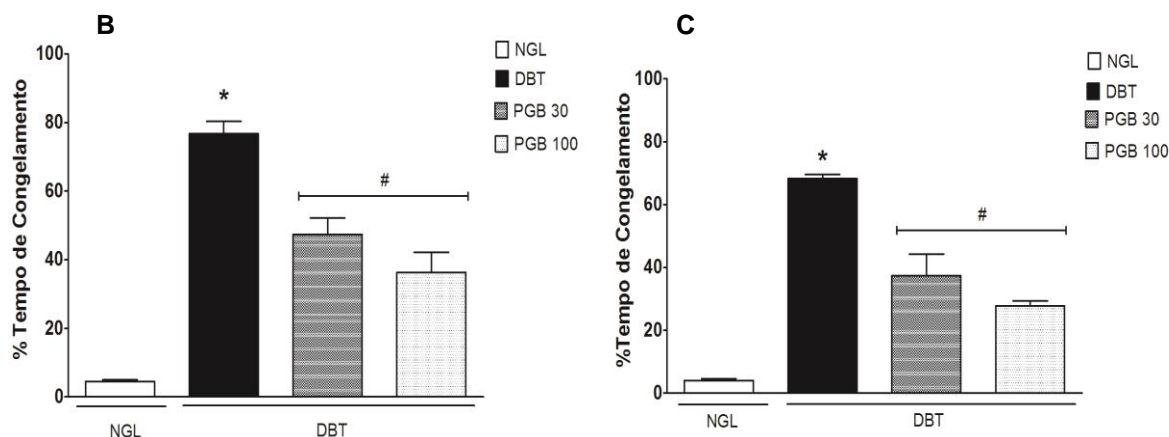 B
% Tempo de Congelamento
100
80
60
40
20
0
*
#
NGL
DBT
PGB 30
PGB 100
NGL
DBT
C
%Tempo de Congelamento
100
80
60
40
20
0
*
#
NGL
DBT
PGB 30
PGB 100
NGL
DBT